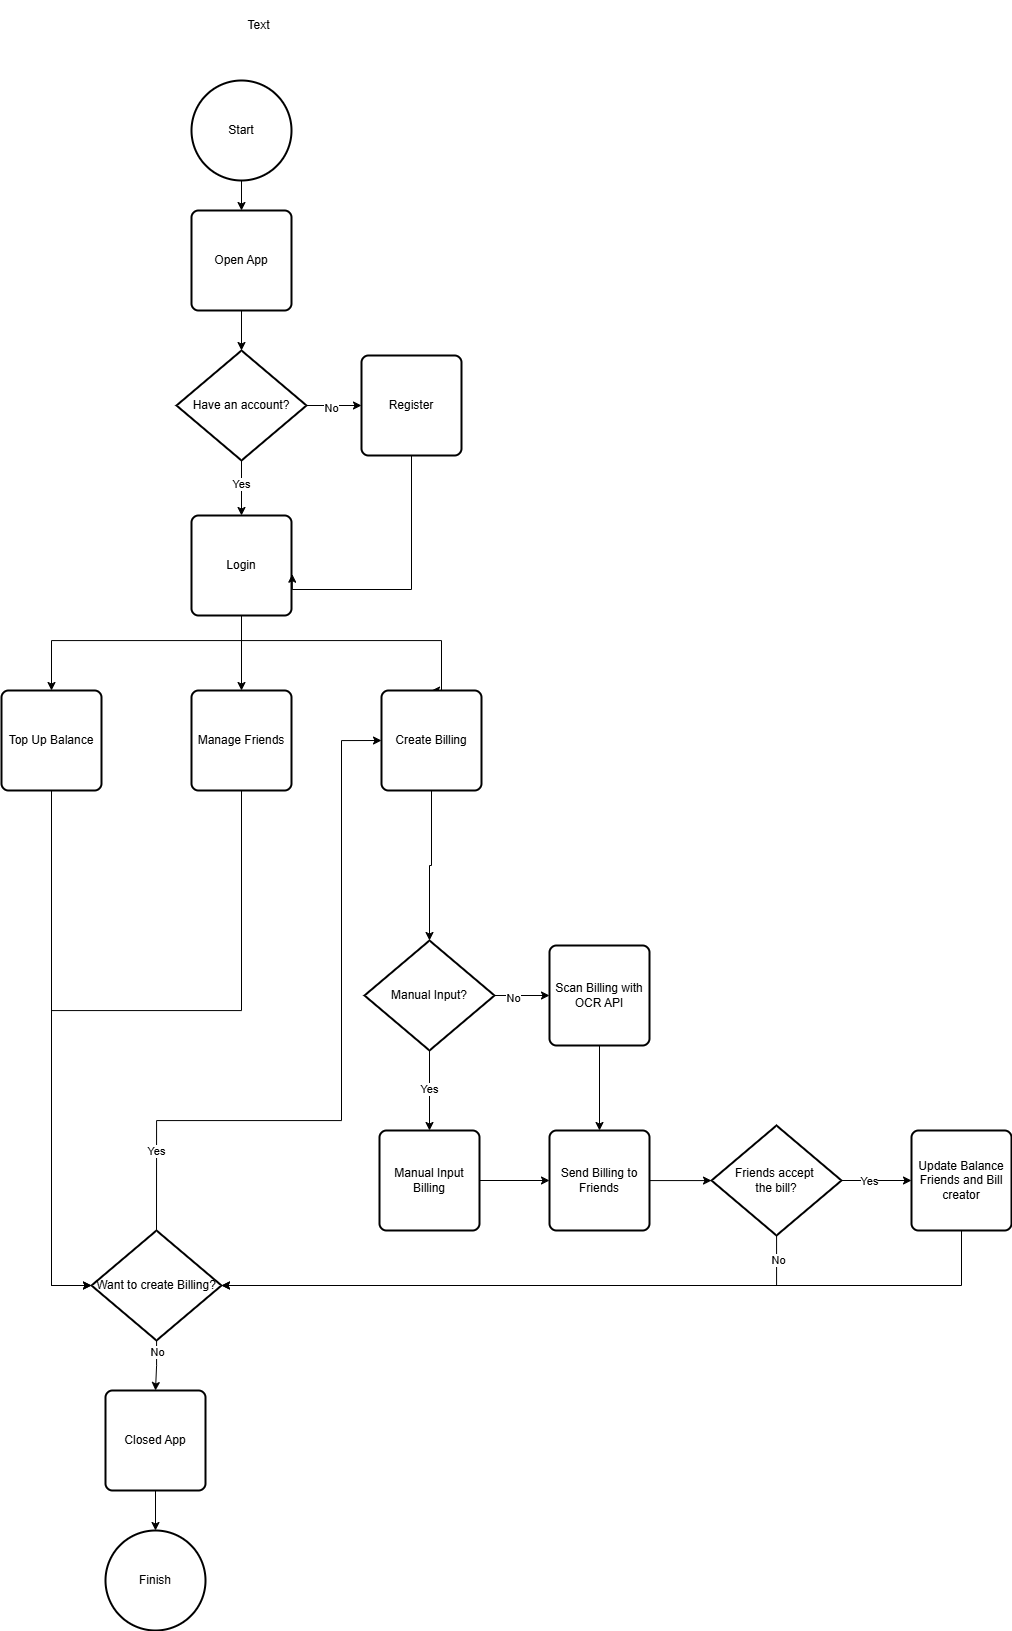 Text
Start
Open App
Have an account?
No
Register
Yes
Login
Top Up Balance
Manage Friends
Create Billing
Manual Input?
No
Scan Billing with
OCR API
Yes
Manual Input
Billing
Send Billing to
Friends
Friends accept
the bill?
Yes
Update Balance
Friends and Bill
creator
No
Yes
Want to create Billing?
No
Closed App
Finish